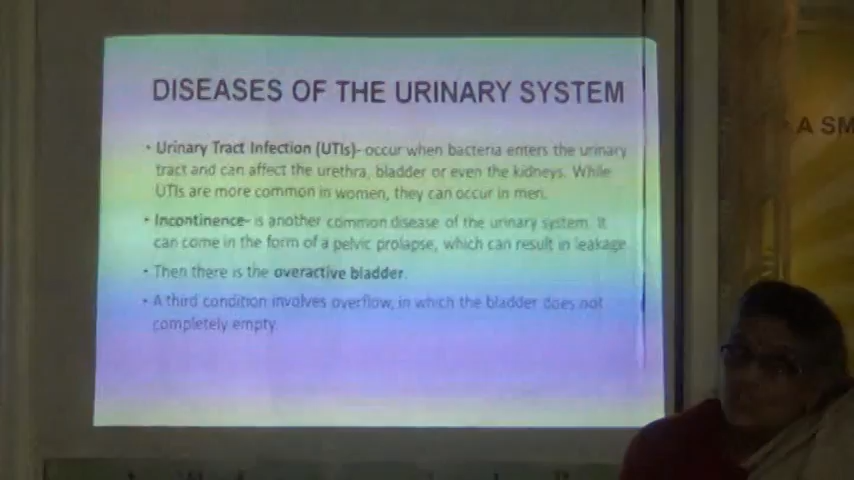 DISEASES OF THE URINARY SYSTEM
• Urinary Tract Infection (UTIs)- occur when bacteria enters the urinary
tract and can affect the urethra, bladder or even the kidneys. While
UTIs are more common in women, they can occur in men.
• Incontinence- is another common disease of the urinary system. It
can come in the form of a pelvic prolapse, which can result in leakage
• Then there is the overactive bladder.
• A third condition involves overflow, in which the bladder does not
completely empty.
A SM